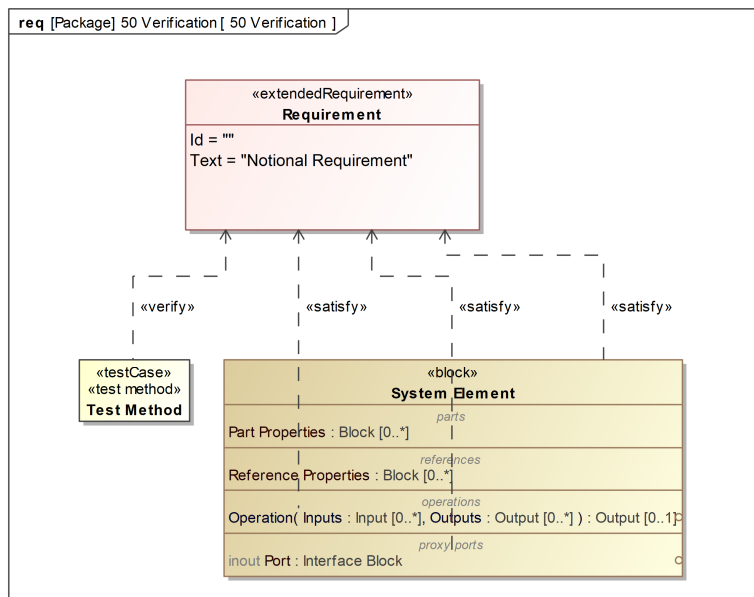 req [Package] 50 Verification [ 50 Verification ]
«extendedRequirement»
Requirement
Id = ""
Text = "Notional Requirement"
«verify»
«satisfy»
«satisfy»
«satisfy»
«testCase»
«test method»
Test Method
«block»
System Element
parts
Part Properties : Block [0..*]
references
Reference Properties : Block [0..*]
operations
Operation( Inputs : Input [0..*], Outputs : Output [0..*] ) : Output [0..1]
proxy ports
inout Port : Interface Block